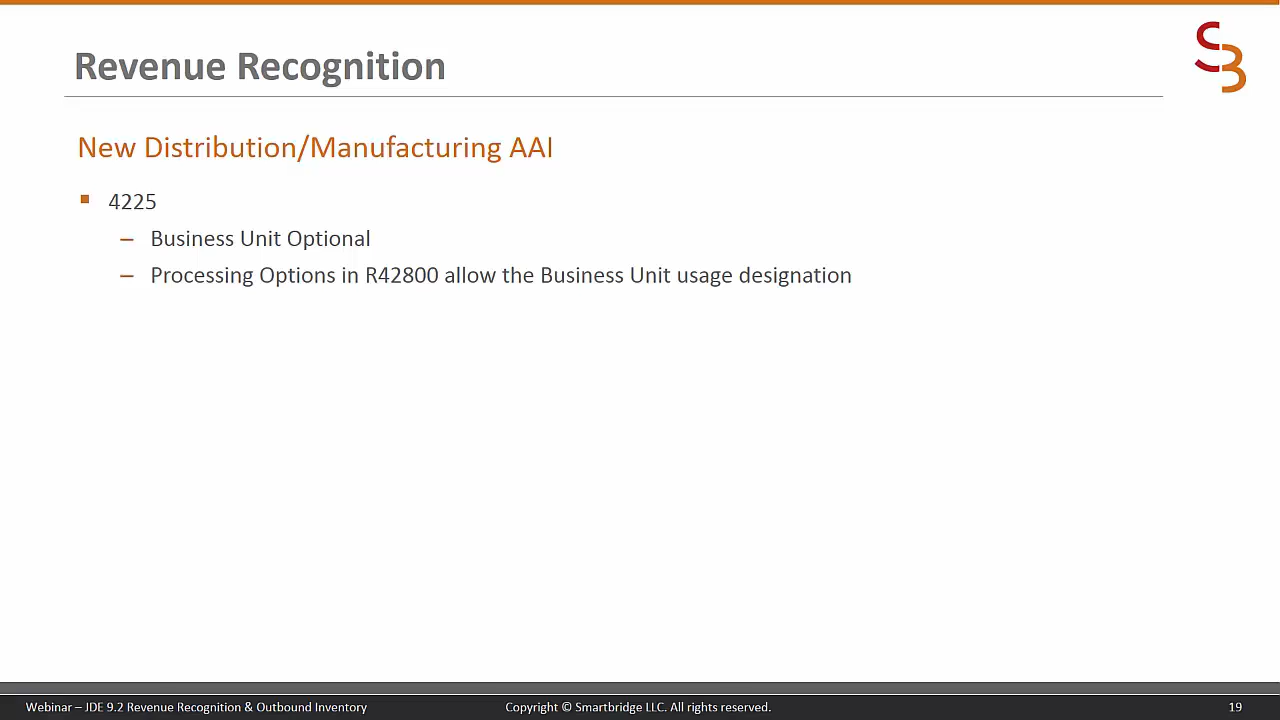 Revenue Recognition
SB
New Distribution/Manufacturing AAI
4225
– Business Unit Optional
– Processing Options in R42800 allow the Business Unit usage designation
Webinar – JDE 9.2 Revenue Recognition & Outbound Inventory
Copyright © Smartbridge LLC. All rights reserved.
19